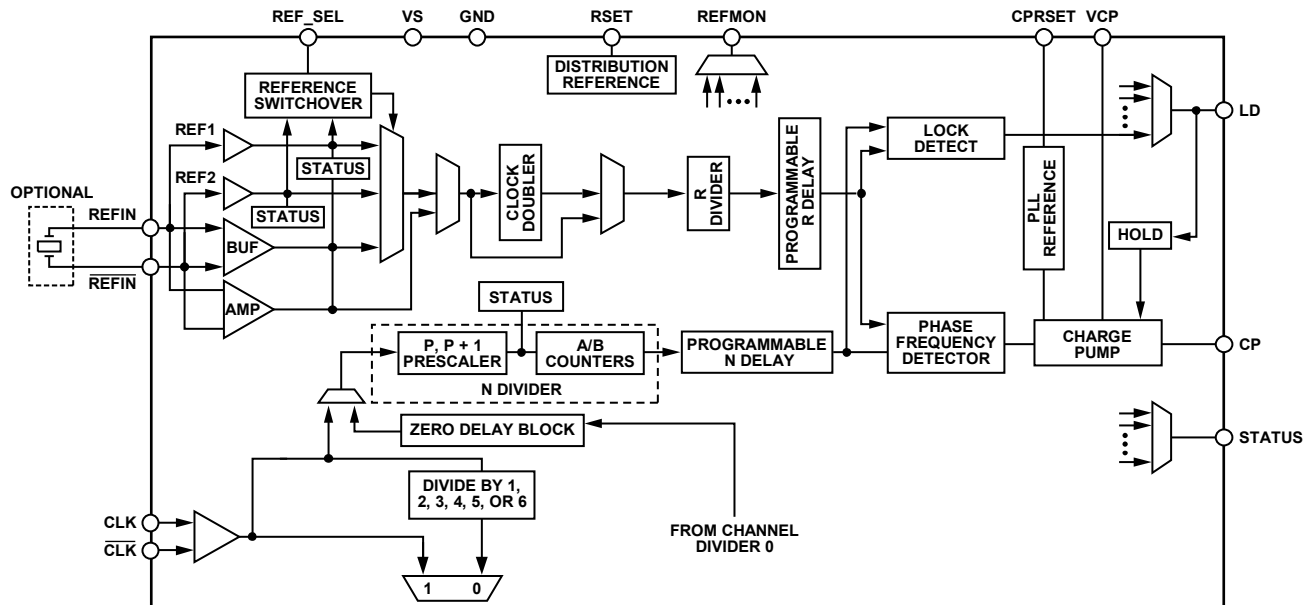 REF_SEL
VS
GND
RSET
REFMON
CPRSET
VCP
DISTRIBUTION
REFERENCE
REFERENCE
SWITCHOVER
REF1
STATUS
REF2
STATUS
OPTIONAL
REFIN
BUF
REFIN
AMP
CLOCK
DOUBLER
R
DIVIDER
PROGRAMMABLE
R DELAY
LOCK
DETECT
LD
PLL
REFERENCE
HOLD
STATUS
P, P + 1
PRESCALER
A/B
COUNTERS
N DIVIDER
PROGRAMMABLE
N DELAY
PHASE
FREQUENCY
DETECTOR
CHARGE
PUMP
CP
ZERO DELAY BLOCK
STATUS
DIVIDE BY 1,
2, 3, 4, 5, OR 6
CLK
CLK
FROM CHANNEL
DIVIDER 0
1 0